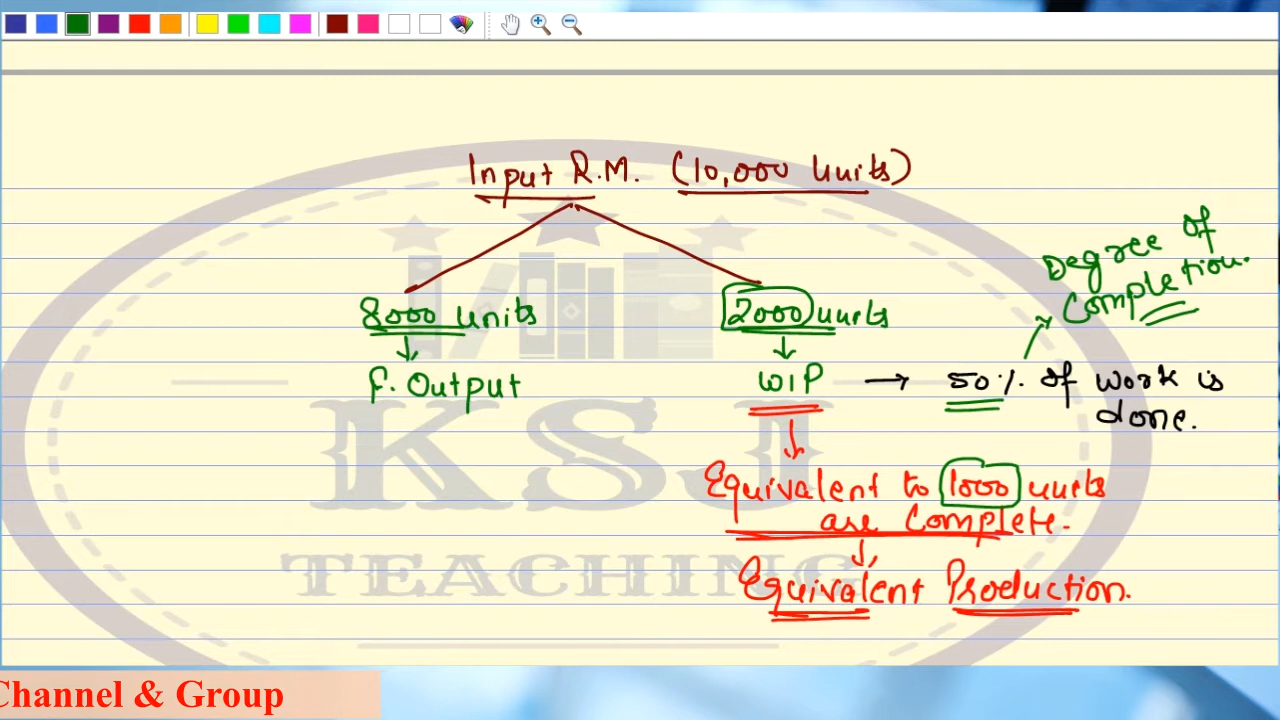 Input R.M. (10,000 Units)
Degree of
Completion.
8000 units
2000 units
F. Output
WIP → 50% of work is
done.
Equivalent to 1000 units
are Complete.
Equivalent Production.
KSJ
TEACHING
Channel & Group